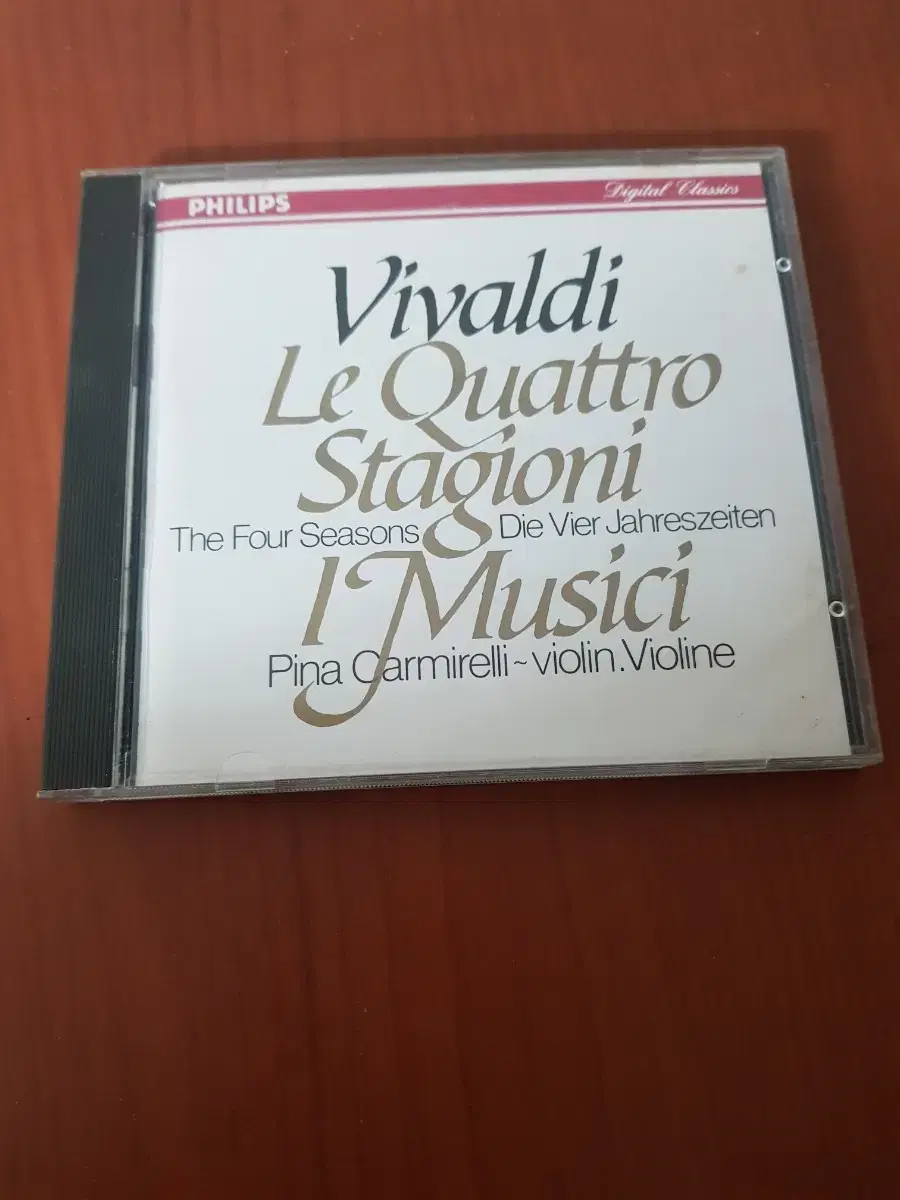 PHILIPS Digital Classics
Vivaldi
Le Quattro
Stagioni
The Four Seasons Die Vier Jahreszeiten
I Musici
Pina Carmirelli~violin.Violine